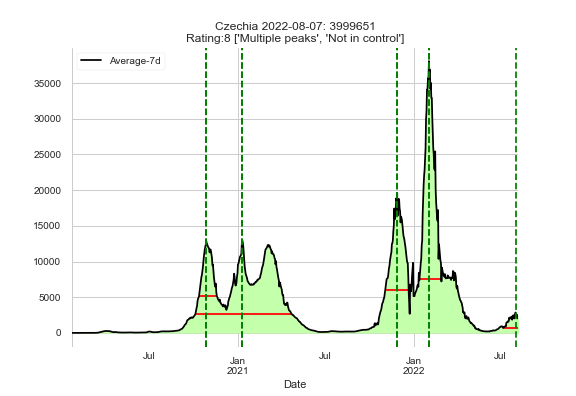 Czechia 2022-08-07: 3999651
Rating:8 ['Multiple peaks', 'Not in control']
Average-7d
35000
30000
25000
20000
15000
10000
5000
0
Jul
Jan
2021
Jul
Jan
2022
Jul
Date